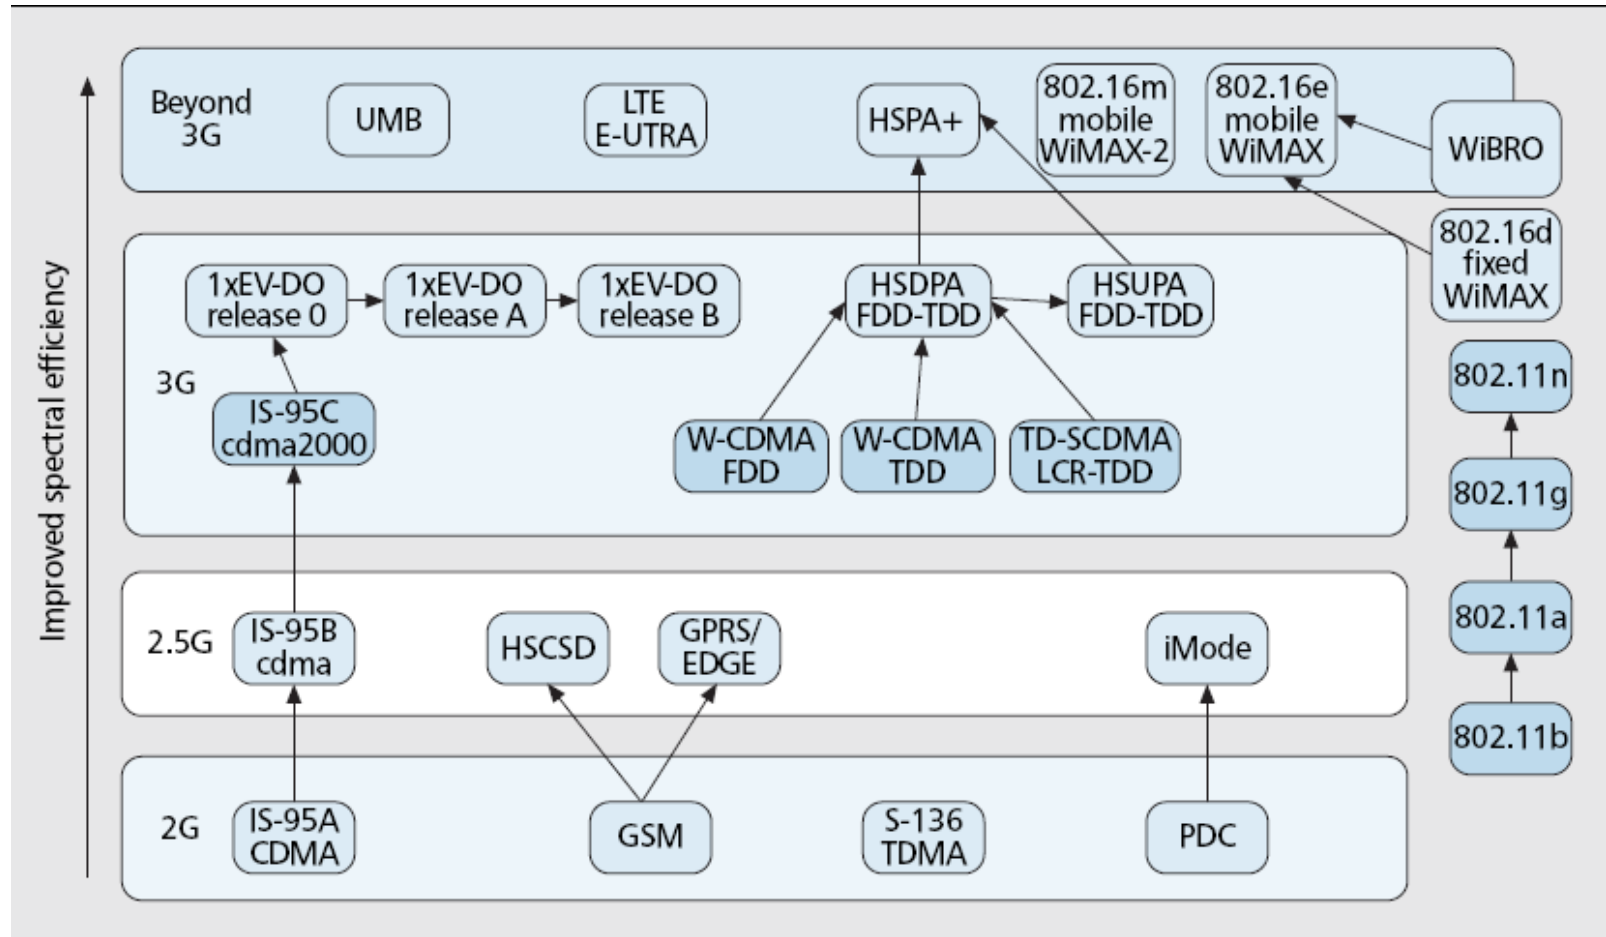 Improved spectral efficiency
Beyond
3G
UMB
LTE
E-UTRA
HSPA+
802.16m
mobile
WiMAX-2
802.16e
mobile
WiMAX
WiBRO
802.16d
fixed
WiMAX
3G
1xEV-DO
release 0
1xEV-DO
release A
1xEV-DO
release B
HSDPA
FDD-TDD
HSUPA
FDD-TDD
IS-95C
cdma2000
W-CDMA
FDD
W-CDMA
TDD
TD-SCDMA
LCR-TDD
802.11n
802.11g
2.5G
IS-95B
cdma
HSCSD
GPRS/
EDGE
iMode
802.11a
802.11b
2G
IS-95A
CDMA
GSM
S-136
TDMA
PDC